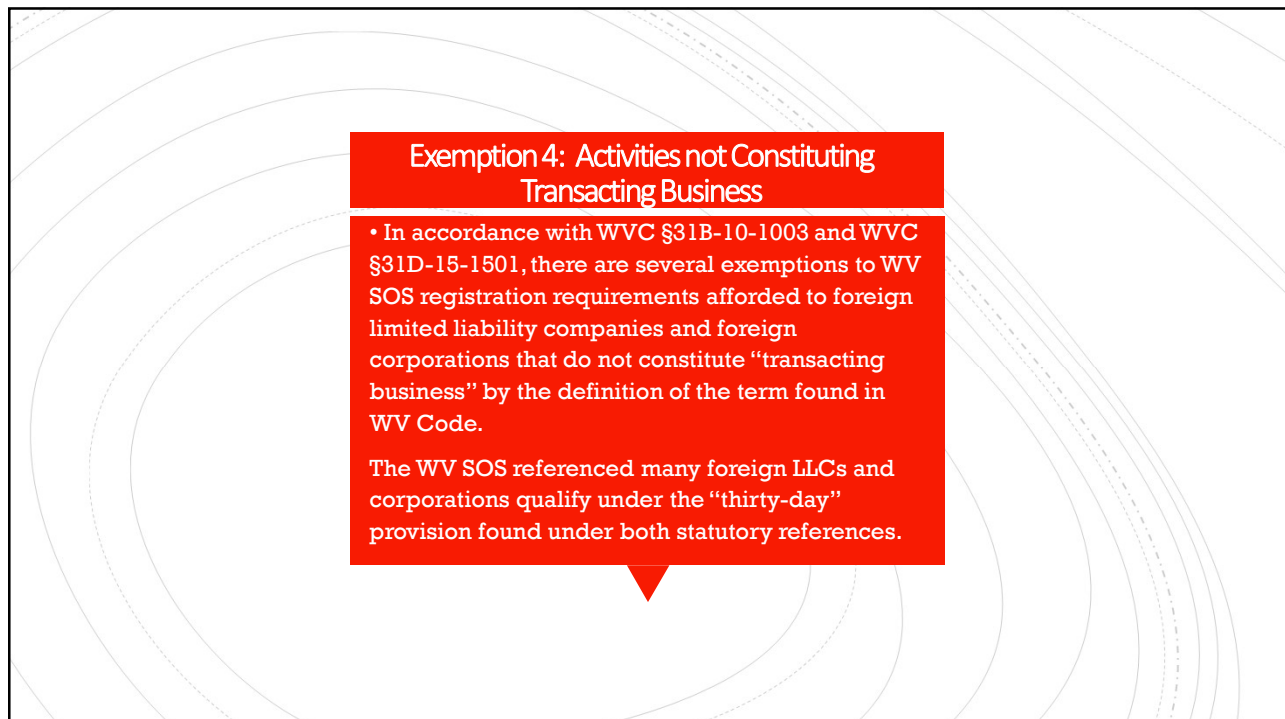 Exemption 4: Activities not Constituting
Transacting Business
• In accordance with WVC §31B-10-1003 and WVC
§31D-15-1501, there are several exemptions to WV
SOS registration requirements afforded to foreign
limited liability companies and foreign
corporations that do not constitute “transacting
business” by the definition of the term found in
WV Code.
The WV SOS referenced many foreign LLCs and
corporations qualify under the “thirty-day”
provision found under both statutory references.